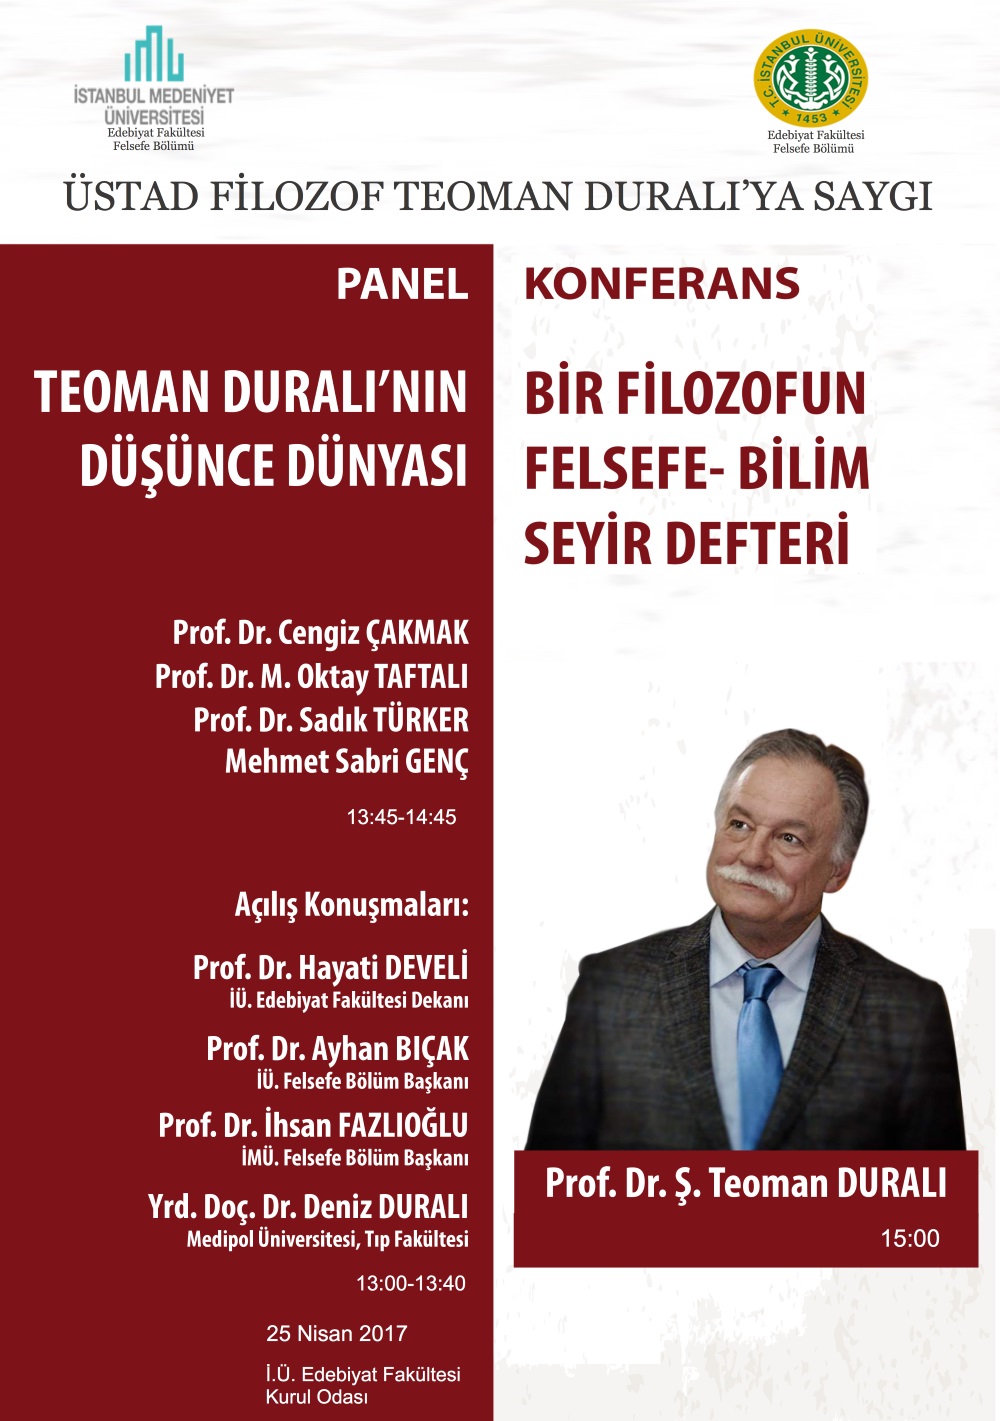 İSTANBUL MEDENİYET
ÜNİVERSİTESİ
Edebiyat Fakültesi
Felsefe Bölümü
T.C. İSTANBUL ÜNİVERSİTESİ
★ 1453 ★
Edebiyat Fakültesi
Felsefe Bölümü
ÜSTAD FİLOZOF TEOMAN DURALI'YA SAYGI
PANEL
TEOMAN DURALI'NIN
DÜŞÜNCE DÜNYASI
Prof. Dr. Cengiz ÇAKMAK
Prof. Dr. M. Oktay TAFTALI
Prof. Dr. Sadık TÜRKER
Mehmet Sabri GENÇ
13:45-14:45
Açılış Konuşmaları:
Prof. Dr. Hayati DEVELİ
İÜ. Edebiyat Fakültesi Dekanı
Prof. Dr. Ayhan BIÇAK
İÜ. Felsefe Bölüm Başkanı
Prof. Dr. İhsan FAZLIOĞLU
İMÜ. Felsefe Bölüm Başkanı
Yrd. Doç. Dr. Deniz DURALI
Medipol Üniversitesi, Tıp Fakültesi
13:00-13:40
25 Nisan 2017
İ.Ü. Edebiyat Fakültesi
Kurul Odası
KONFERANS
BİR FİLOZOFUN
FELSEFE- BİLİM
SEYİR DEFTERİ
Prof. Dr. Ş. Teoman DURALI
15:00